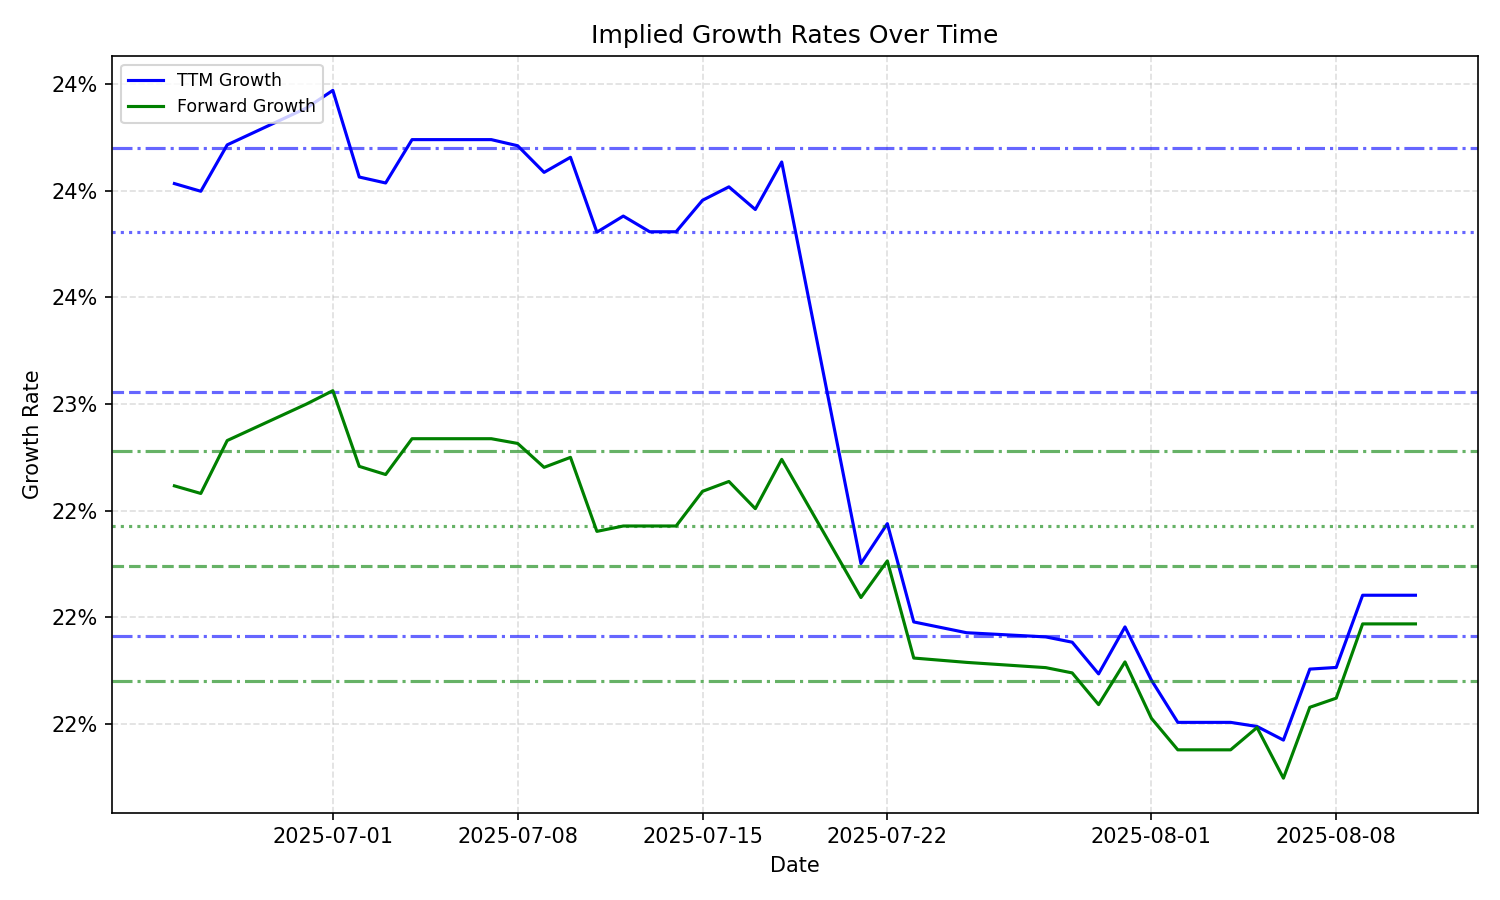 Implied Growth Rates Over Time
TTM Growth
Forward Growth
24%
24%
24%
23%
22%
22%
22%
Growth Rate
2025-07-01
2025-07-08
2025-07-15
2025-07-22
2025-08-01
2025-08-08
Date